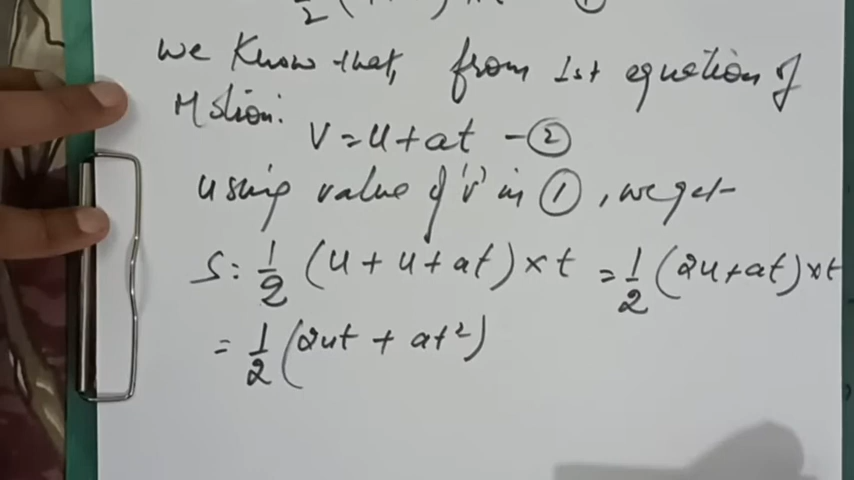 we know that, from 1st equation of
Motion:
v = u + at - ②
using value of 'v' in ①, we get-
S = 1/2 (u + u + at) × t = 1/2 (2u + at) × t
= 1/2 (2ut + at²)